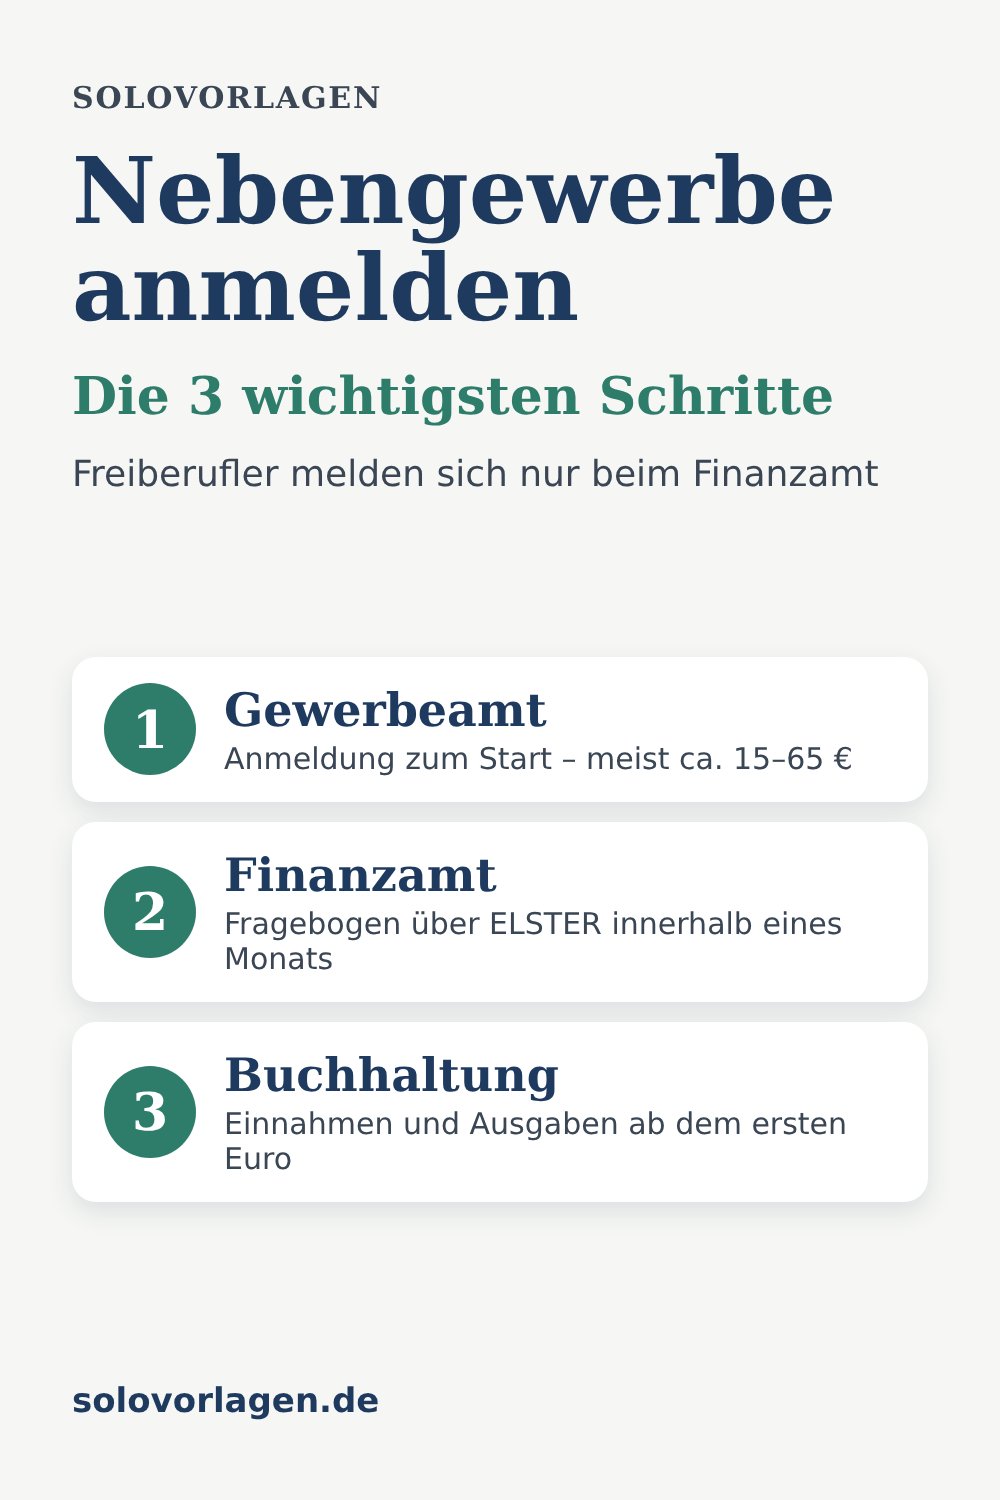 SOLOVORLAGEN
Nebengewerbe
anmelden
Die 3 wichtigsten Schritte
Freiberufler melden sich nur beim Finanzamt
1
Gewerbeamt
Anmeldung zum Start – meist ca. 15–65 €
2
Finanzamt
Fragebogen über ELSTER innerhalb eines
Monats
3
Buchhaltung
Einnahmen und Ausgaben ab dem ersten
Euro
solovorlagen.de